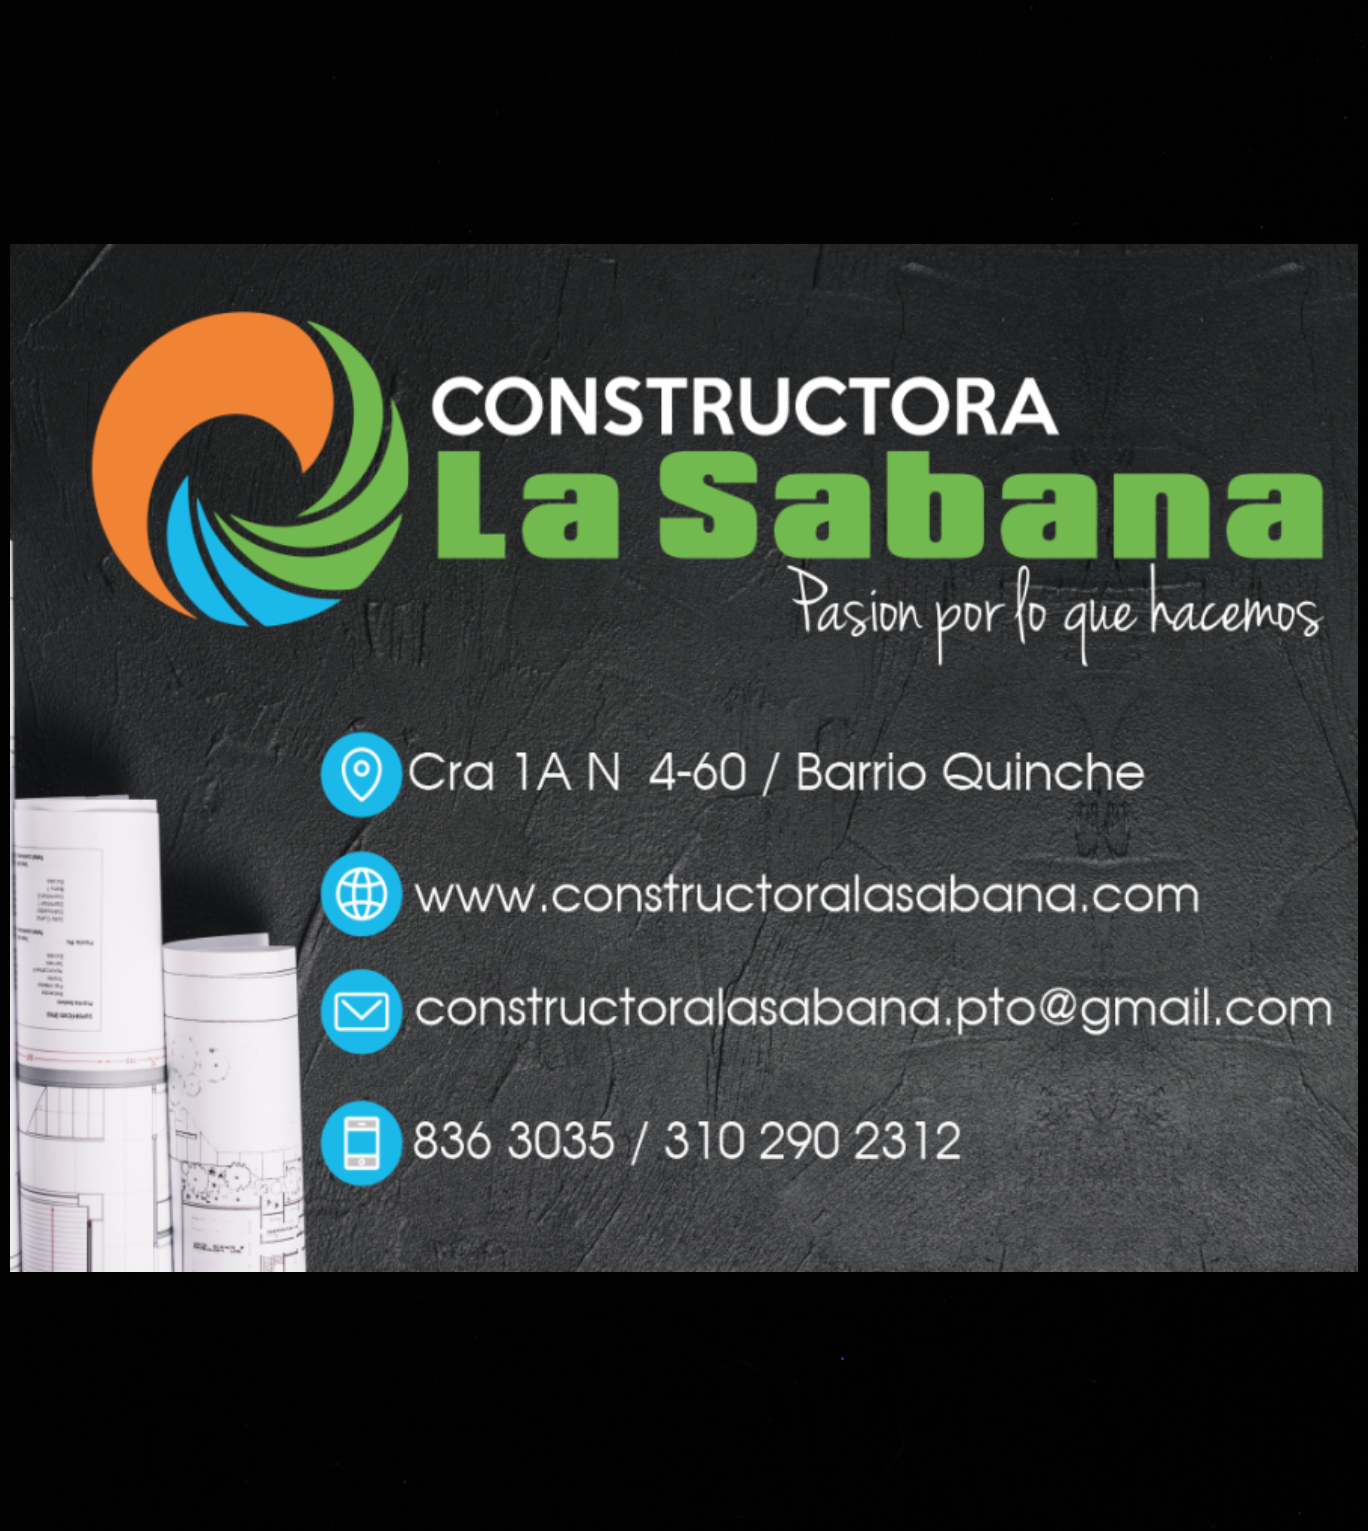 CONSTRUCTORA
La Sabana
Pasion por lo que hacemos
Cra 1A N 4-60 / Barrio Quinche
www.constructoralasabana.com
constructoralasabana.pto@gmail.com
836 3035 / 310 290 2312